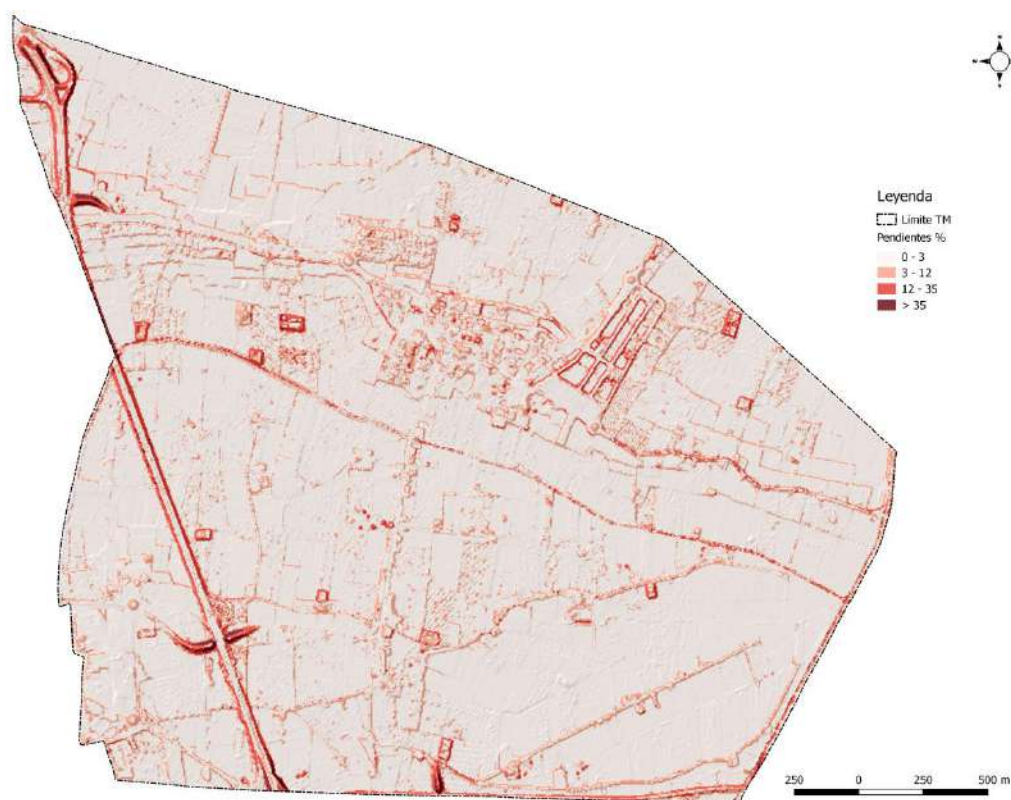 Leyenda
Límite TM
Pendientes %
0 - 3
3 - 12
12 - 35
> 35
250 0 250 500 m